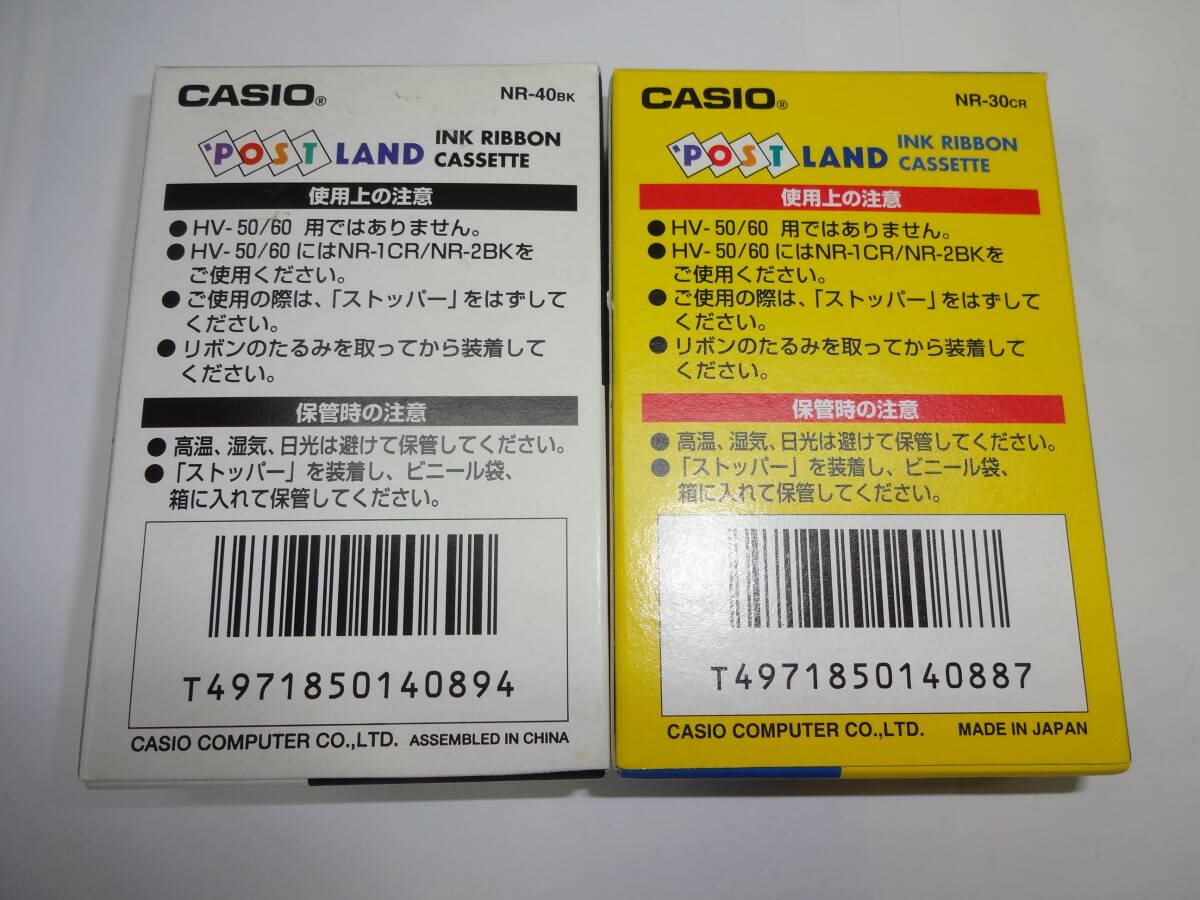 CASIO® NR-40BK
'POST LAND INK RIBBON
CASSETTE
使用上の注意
●HV-50/60 用ではありません。
●HV-50/60にはNR-1CR/NR-2BKを
ご使用ください。
●ご使用の際は、「ストッパー」をはずして
ください。
●リボンのたるみを取ってから装着して
ください。
保管時の注意
●高温、湿気、日光は避けて保管してください。
●「ストッパー」を装着し、ビニール袋、
箱に入れて保管してください。
T4971850140894
CASIO COMPUTER CO.,LTD. ASSEMBLED IN CHINA
CASIO® NR-30CR
'POST LAND INK RIBBON
CASSETTE
使用上の注意
●HV-50/60 用ではありません。
●HV-50/60にはNR-1CR/NR-2BKを
ご使用ください。
●ご使用の際は、「ストッパー」をはずして
ください。
●リボンのたるみを取ってから装着して
ください。
保管時の注意
●高温、湿気、日光は避けて保管してください。
●「ストッパー」を装着し、ビニール袋、
箱に入れて保管してください。
T4971850140887
CASIO COMPUTER CO.,LTD. MADE IN JAPAN